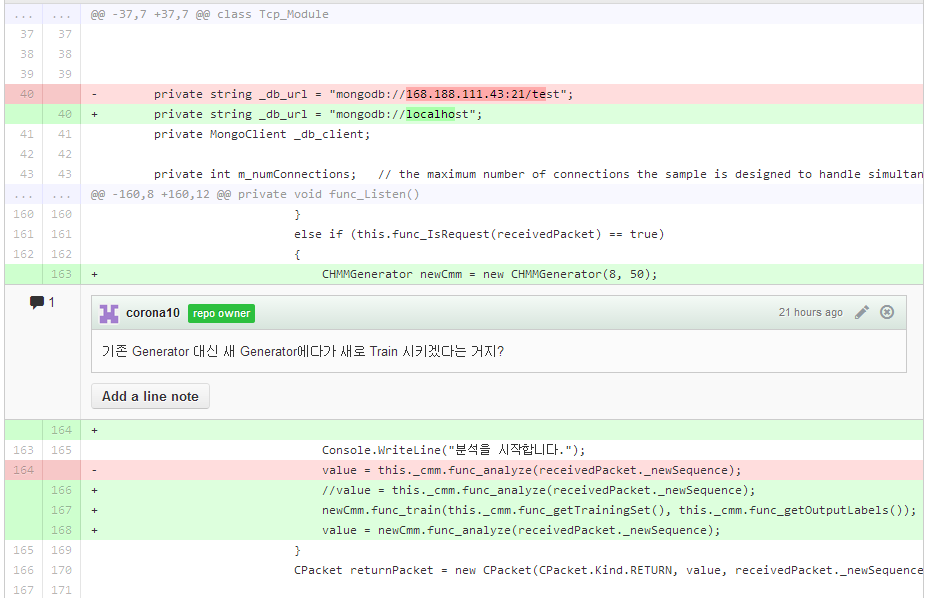 ... ... @@ -37,7 +37,7 @@ class Tcp_Module
37 37
38 38
39 39
40 - private string _db_url = "mongodb://168.188.111.43:21/test";
40 + private string _db_url = "mongodb://localhost";
41 41 private MongoClient _db_client;
42 42
43 43 private int m_numConnections; // the maximum number of connections the sample is designed to handle simultan
... ... @@ -160,8 +160,12 @@ private void func_Listen()
160 160 }
161 161 else if (this.func_IsRequest(receivedPacket) == true)
162 162 {
163 + CHMMGenerator newCmm = new CHMMGenerator(8, 50);
1 corona10 repo owner 21 hours ago
기존 Generator 대신 새 Generator에다가 새로 Train 시키겠다는 거지?
Add a line note
164 +
163 165 Console.WriteLine("분석을 시작합니다.");
164 - value = this._cmm.func_analyze(receivedPacket._newSequence);
166 + //value = this._cmm.func_analyze(receivedPacket._newSequence);
167 + newCmm.func_train(this._cmm.func_getTrainingSet(), this._cmm.func_getOutputLabels());
168 + value = newCmm.func_analyze(receivedPacket._newSequence);
165 169 }
166 170 CPacket returnPacket = new CPacket(CPacket.Kind.RETURN, value, receivedPacket._newSequence
167 171